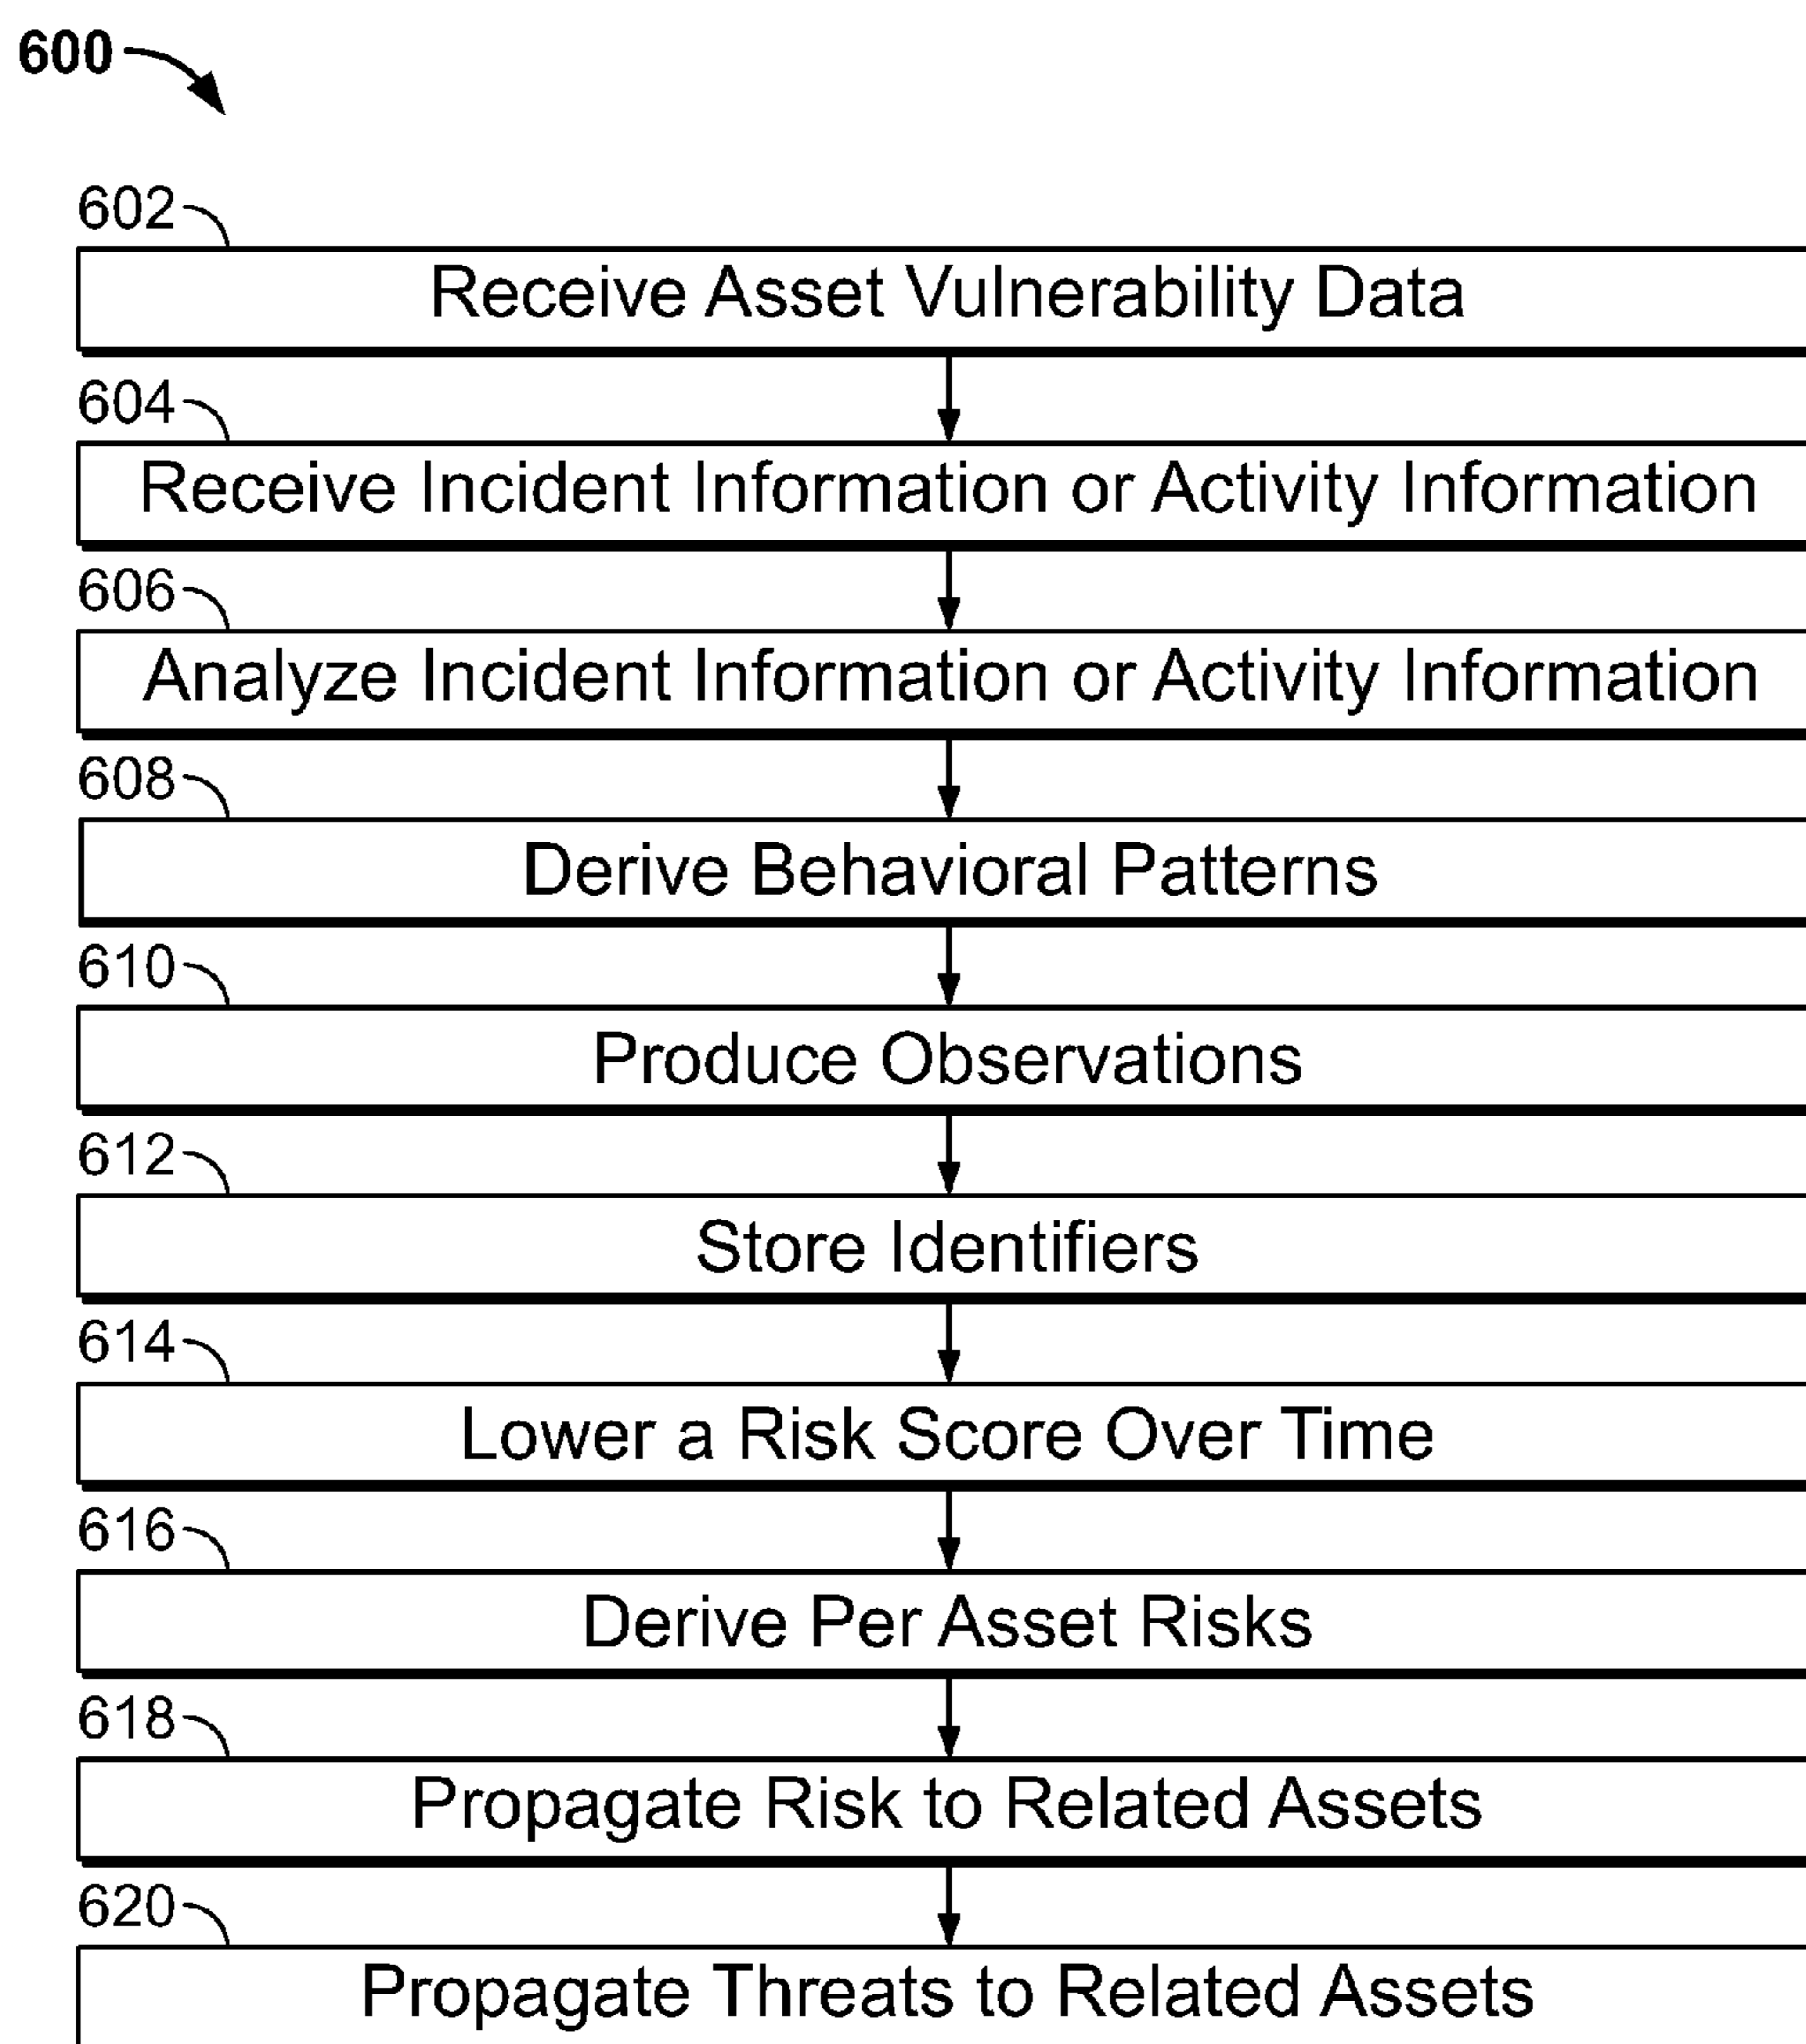 600
602
Receive Asset Vulnerability Data
604
Receive Incident Information or Activity Information
606
Analyze Incident Information or Activity Information
608
Derive Behavioral Patterns
610
Produce Observations
612
Store Identifiers
614
Lower a Risk Score Over Time
616
Derive Per Asset Risks
618
Propagate Risk to Related Assets
620
Propagate Threats to Related Assets